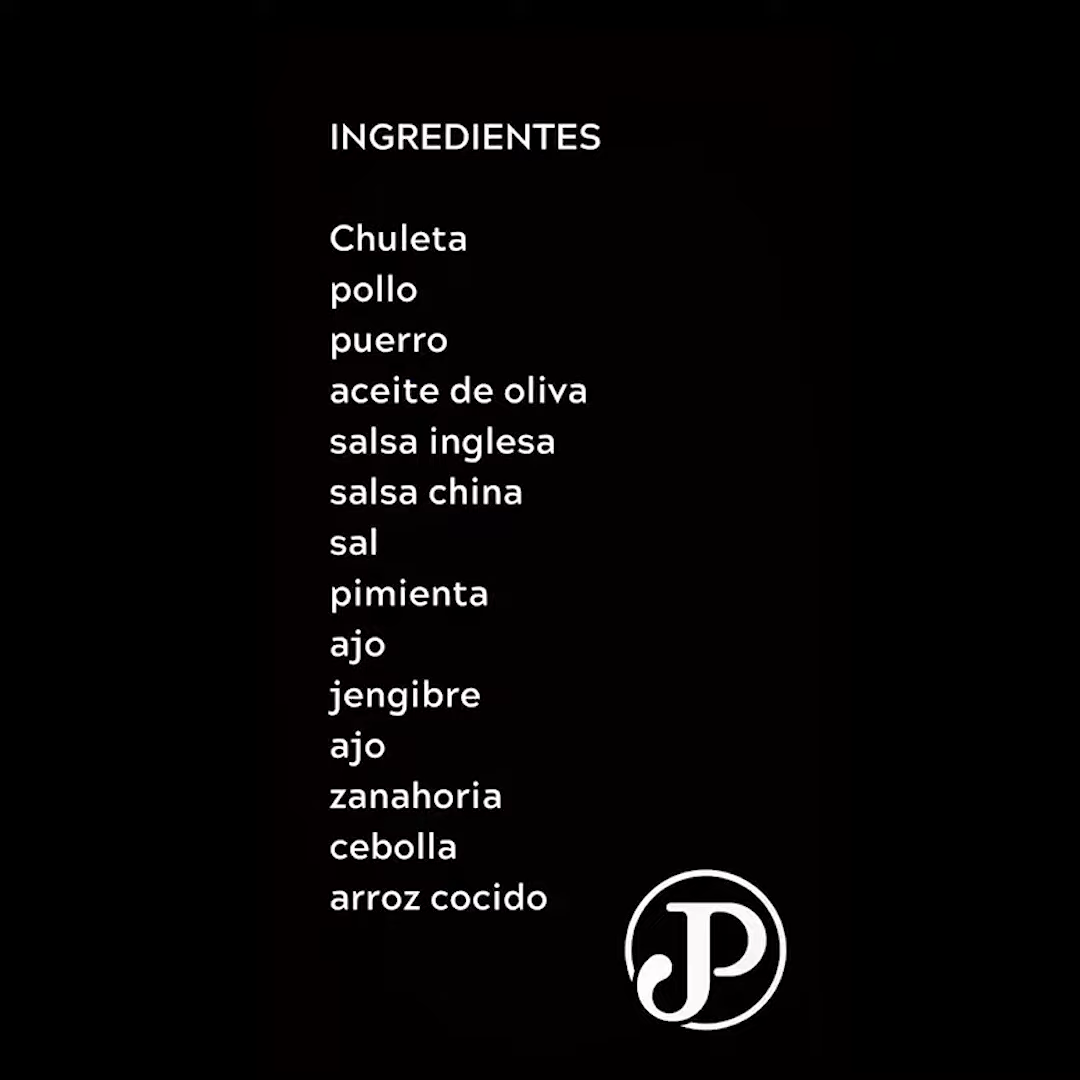 INGREDIENTES
Chuleta
pollo
puerro
aceite de oliva
salsa inglesa
salsa china
sal
pimienta
ajo
jengibre
ajo
zanahoria
cebolla
arroz cocido
JP